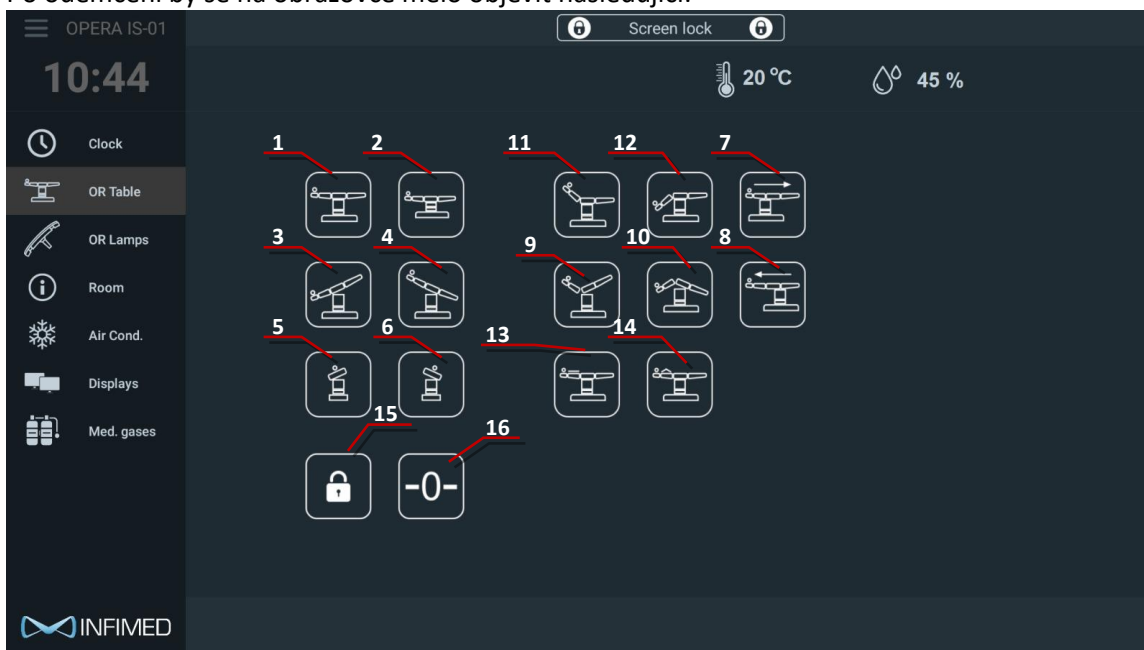 Po odemčení by se na obrazovce mělo objevit následující:
OPERA IS-01
Screen lock
10:44
20 °C
45 %
Clock
OR Table
OR Lamps
Room
Air Cond.
Displays
Med. gases
1 2 11 12 7
3 4 9 10 8
5 6 13 14
15 16
-0-
INFIMED